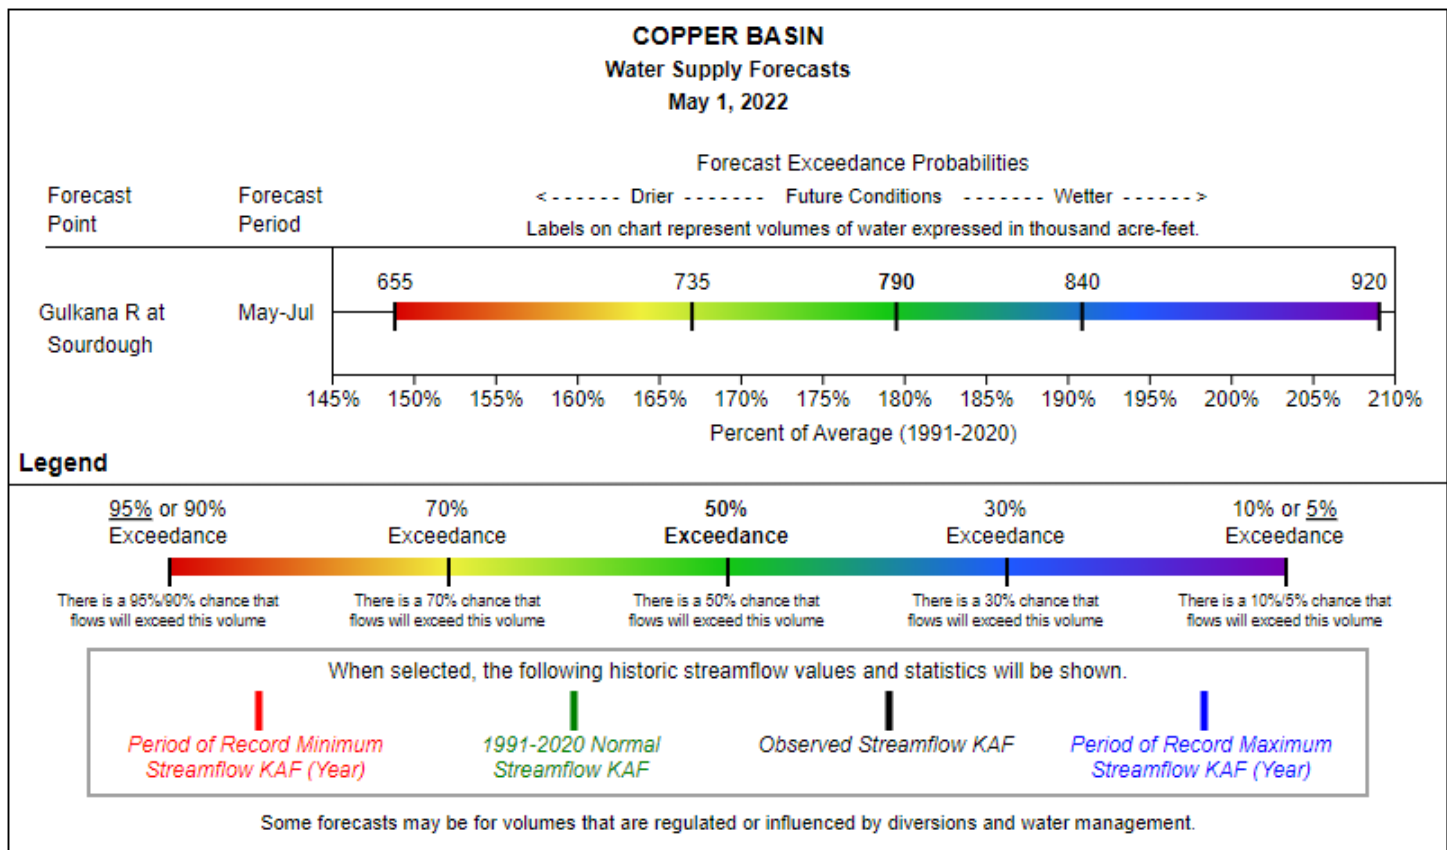 COPPER BASIN
Water Supply Forecasts
May 1, 2022
Forecast Exceedance Probabilities
Forecast Point
Forecast Period
<------ Drier ------- Future Conditions ------- Wetter ------>
Labels on chart represent volumes of water expressed in thousand acre-feet.
655 735 790 840 920
Gulkana R at Sourdough
May-Jul
145% 150% 155% 160% 165% 170% 175% 180% 185% 190% 195% 200% 205% 210%
Percent of Average (1991-2020)
Legend
95% or 90% Exceedance
70% Exceedance
50% Exceedance
30% Exceedance
10% or 5% Exceedance
There is a 95%/90% chance that flows will exceed this volume
There is a 70% chance that flows will exceed this volume
There is a 50% chance that flows will exceed this volume
There is a 30% chance that flows will exceed this volume
There is a 10%/5% chance that flows will exceed this volume
When selected, the following historic streamflow values and statistics will be shown.
Period of Record Minimum Streamflow KAF (Year)
1991-2020 Normal Streamflow KAF
Observed Streamflow KAF
Period of Record Maximum Streamflow KAF (Year)
Some forecasts may be for volumes that are regulated or influenced by diversions and water management.